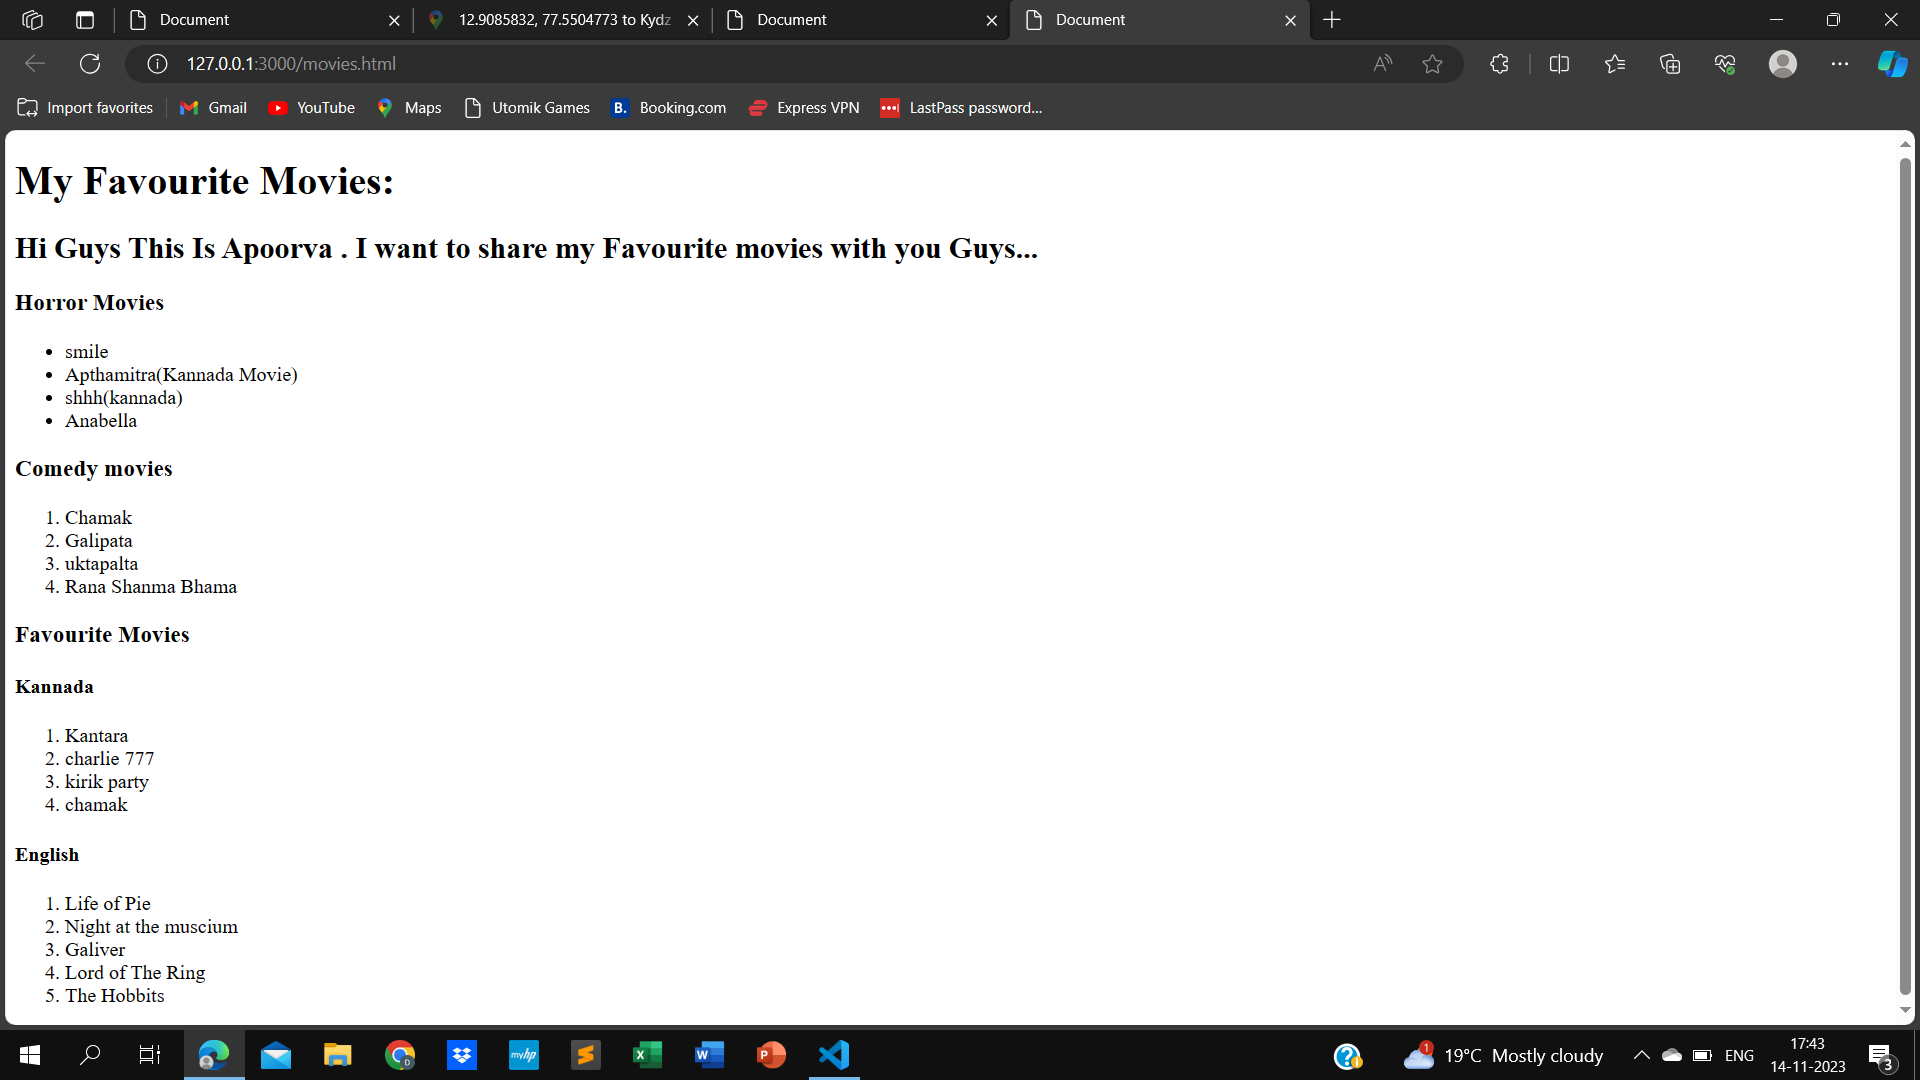 Document
12.9085832, 77.5504773 to Kydz
Document
Document
127.0.0.1:3000/movies.html
Import favorites
Gmail
YouTube
Maps
Utomik Games
B. Booking.com
Express VPN
LastPass password...
My Favourite Movies:
Hi Guys This Is Apoorva . I want to share my Favourite movies with you Guys...
Horror Movies
• smile
• Apthamitra(Kannada Movie)
• shhh(kannada)
• Anabella
Comedy movies
1. Chamak
2. Galipata
3. uktapalta
4. Rana Shanma Bhama
Favourite Movies
Kannada
1. Kantara
2. charlie 777
3. kirik party
4. chamak
English
1. Life of Pie
2. Night at the muscium
3. Galiver
4. Lord of The Ring
5. The Hobbits
myhp
1
19°C Mostly cloudy
ENG
17:43
14-11-2023
3